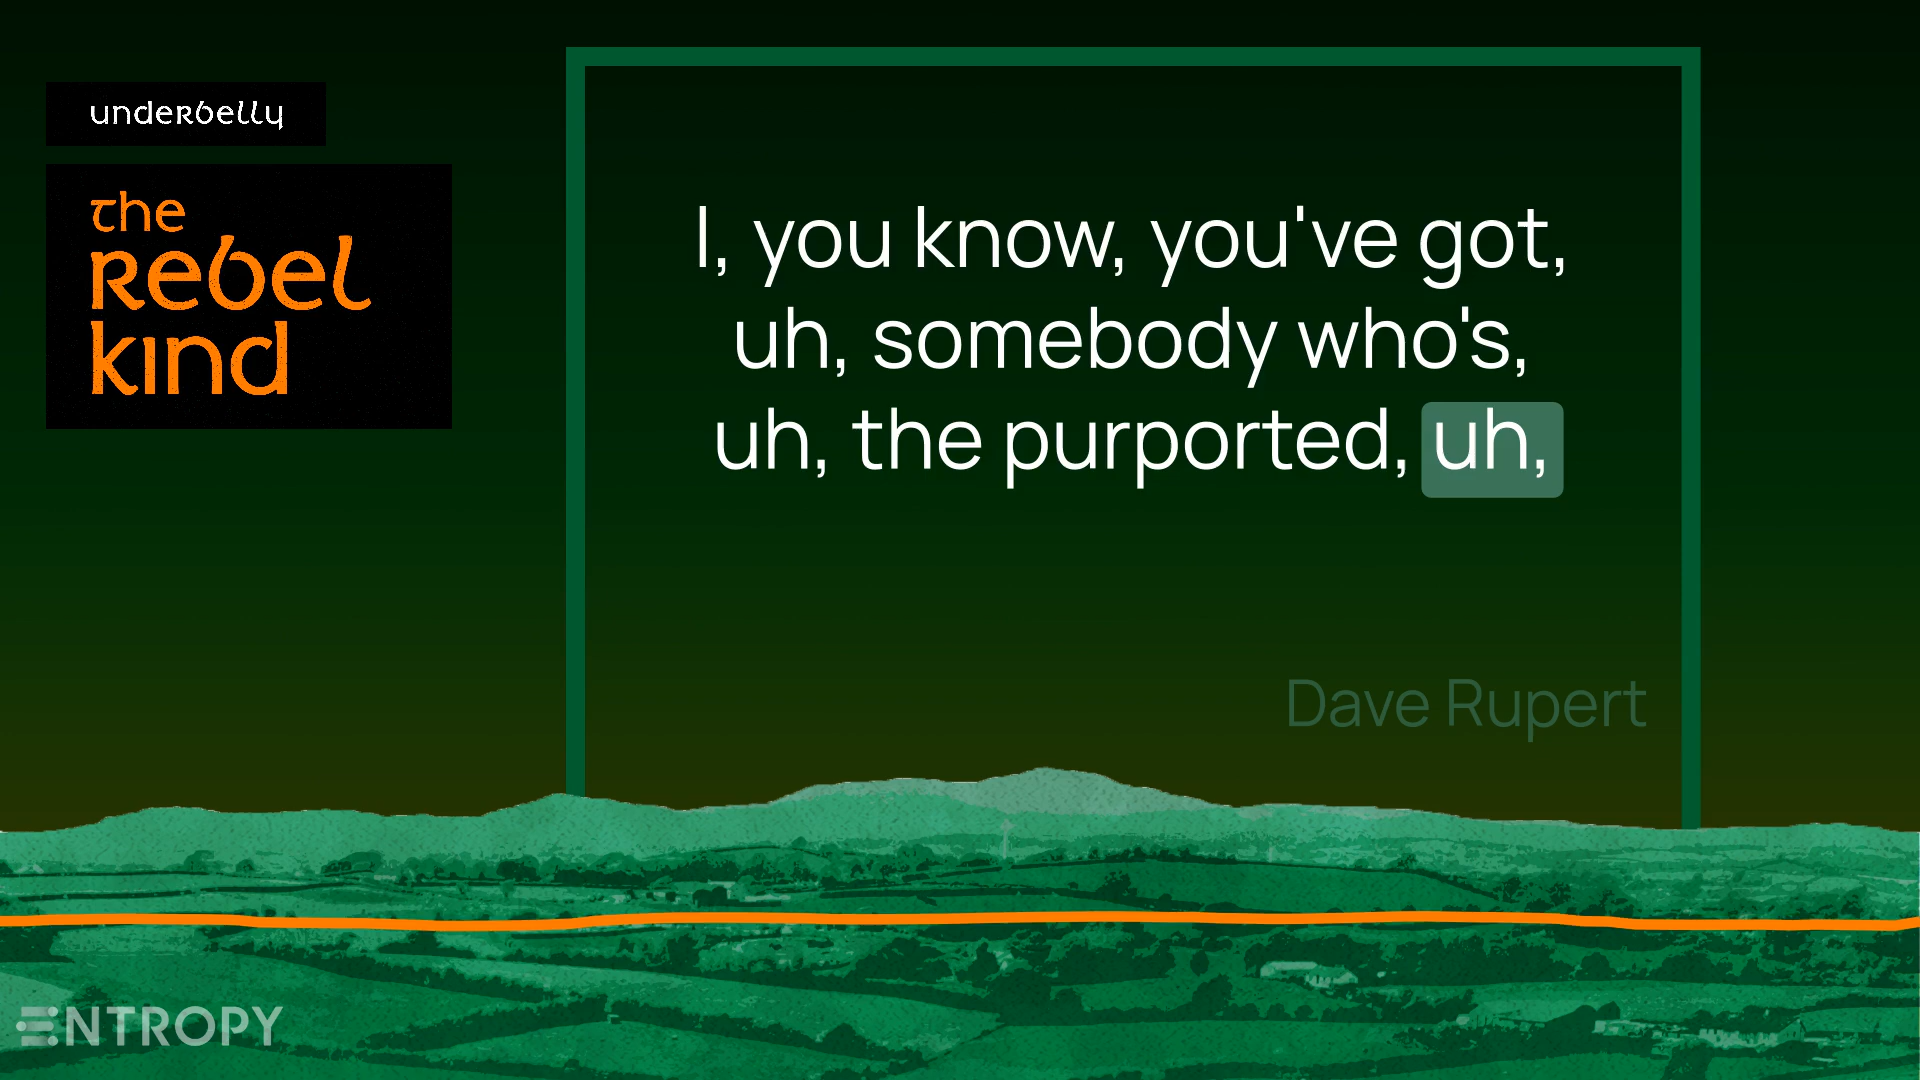 underbelly
the
Rebel
kind
I, you know, you've got,
uh, somebody who's,
uh, the purported, uh,
Dave Rupert
ENTROPY